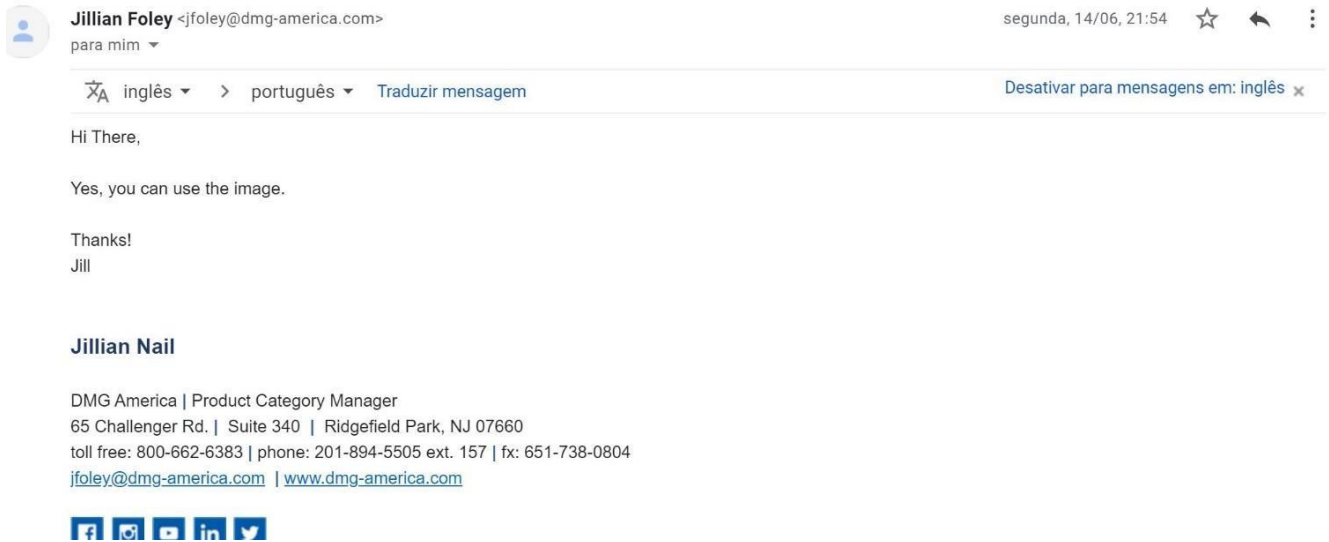 Jillian Foley <jfoley@dmg-america.com> segunda, 14/06, 21:54
para mim
inglês > português Traduzir mensagem Desativar para mensagens em: inglês x
Hi There,
Yes, you can use the image.
Thanks!
Jill
Jillian Nail
DMG America | Product Category Manager
65 Challenger Rd. | Suite 340 | Ridgefield Park, NJ 07660
toll free: 800-662-6383 | phone: 201-894-5505 ext. 157 | fx: 651-738-0804
jfoley@dmg-america.com | www.dmg-america.com